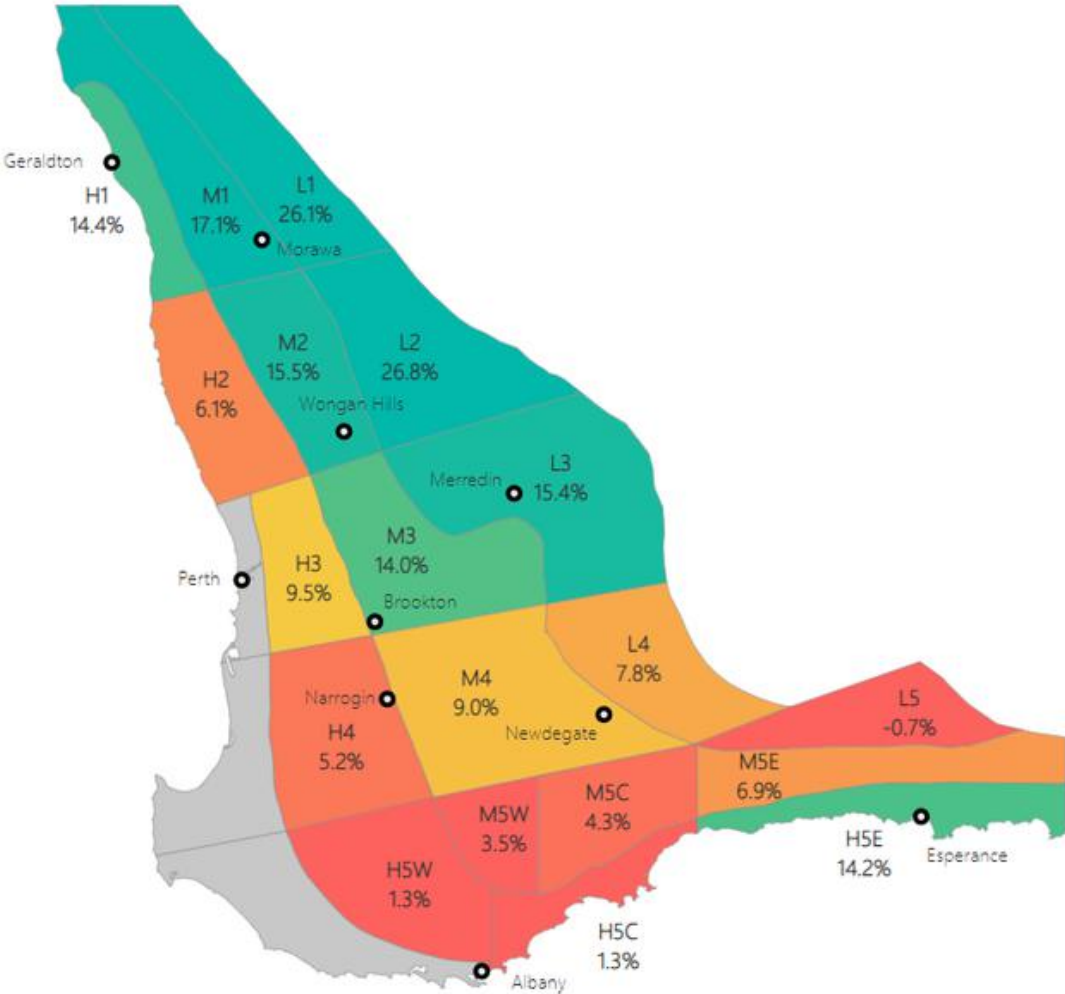 Geraldton
H1
14.4%
M1
17.1%
L1
26.1%
Morawa
H2
6.1%
M2
15.5%
L2
26.8%
Wongan Hills
Merredin
L3
15.4%
Perth
H3
9.5%
M3
14.0%
Brookton
Narrogin
H4
5.2%
M4
9.0%
Newdegate
L4
7.8%
L5
-0.7%
M5W
3.5%
M5C
4.3%
M5E
6.9%
H5W
1.3%
H5C
1.3%
H5E
14.2%
Esperance
Albany